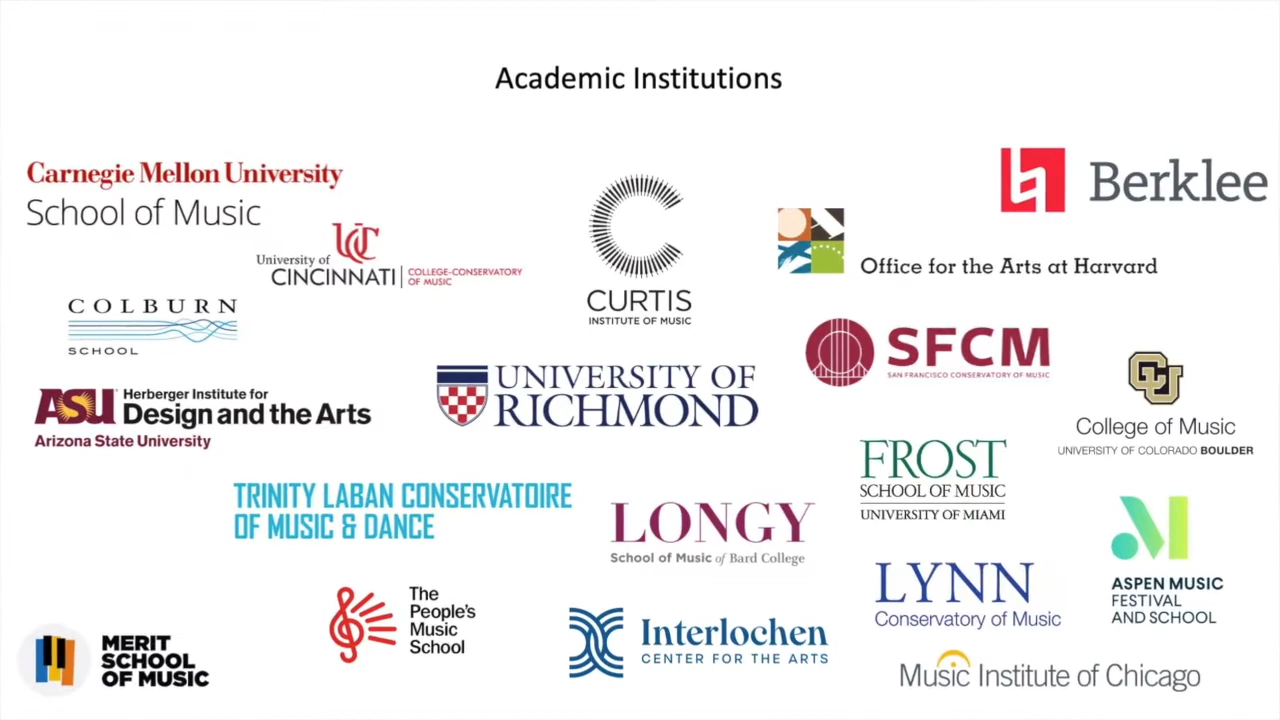 Academic Institutions
Carnegie Mellon University
School of Music
UC
University of
CINCINNATI
COLLEGE-CONSERVATORY
OF MUSIC
CURTIS
INSTITUTE OF MUSIC
Office for the Arts at Harvard
Berklee
COLBURN
SCHOOL
SFCM
SAN FRANCISCO CONSERVATORY OF MUSIC
ASU Herberger Institute for
Design and the Arts
Arizona State University
UNIVERSITY OF
RICHMOND
CU
College of Music
UNIVERSITY OF COLORADO BOULDER
FROST
SCHOOL OF MUSIC
UNIVERSITY OF MIAMI
TRINITY LABAN CONSERVATOIRE
OF MUSIC & DANCE
LONGY
School of Music of Bard College
LYNN
Conservatory of Music
ASPEN MUSIC
FESTIVAL
AND SCHOOL
The
People's
Music
School
MERIT
SCHOOL
OF MUSIC
Interlochen
CENTER FOR THE ARTS
Music Institute of Chicago